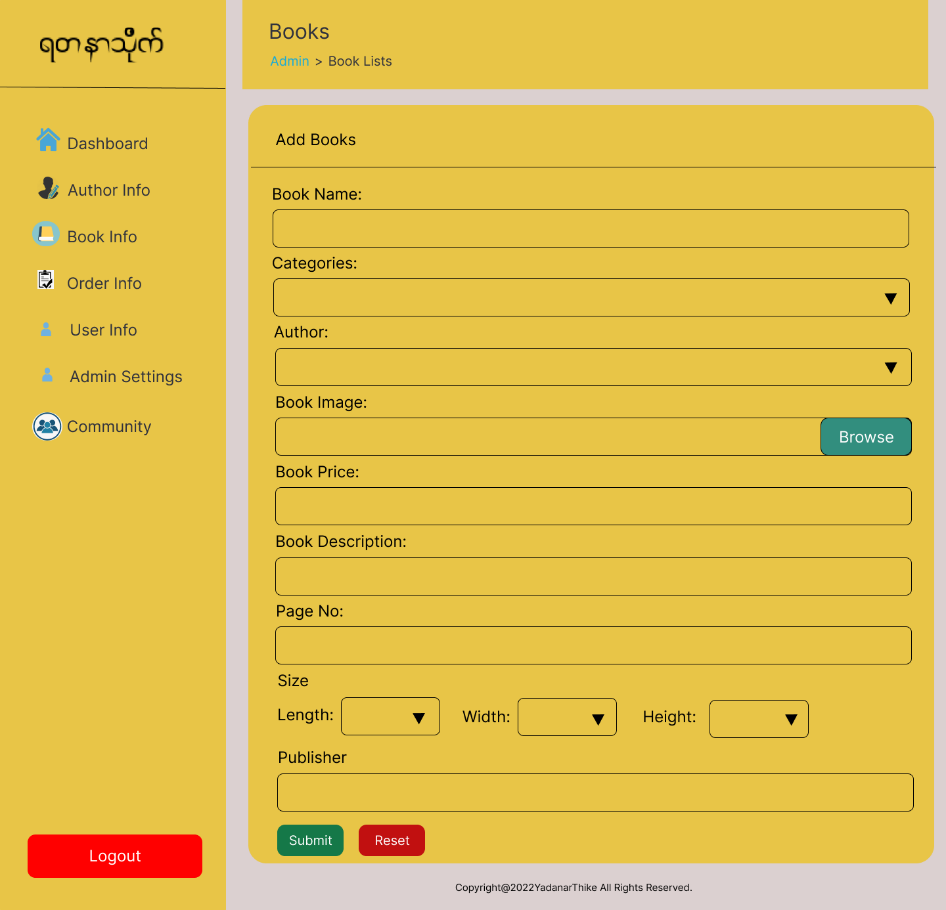 ရတနာသိုက်
Dashboard
Author Info
Book Info
Order Info
User Info
Admin Settings
Community
Logout
Books
Admin > Book Lists
Add Books
Book Name:
Categories:
Author:
Book Image:
Browse
Book Price:
Book Description:
Page No:
Size
Length: Width: Height:
Publisher
Submit Reset
Copyright@2022YadanarThike All Rights Reserved.